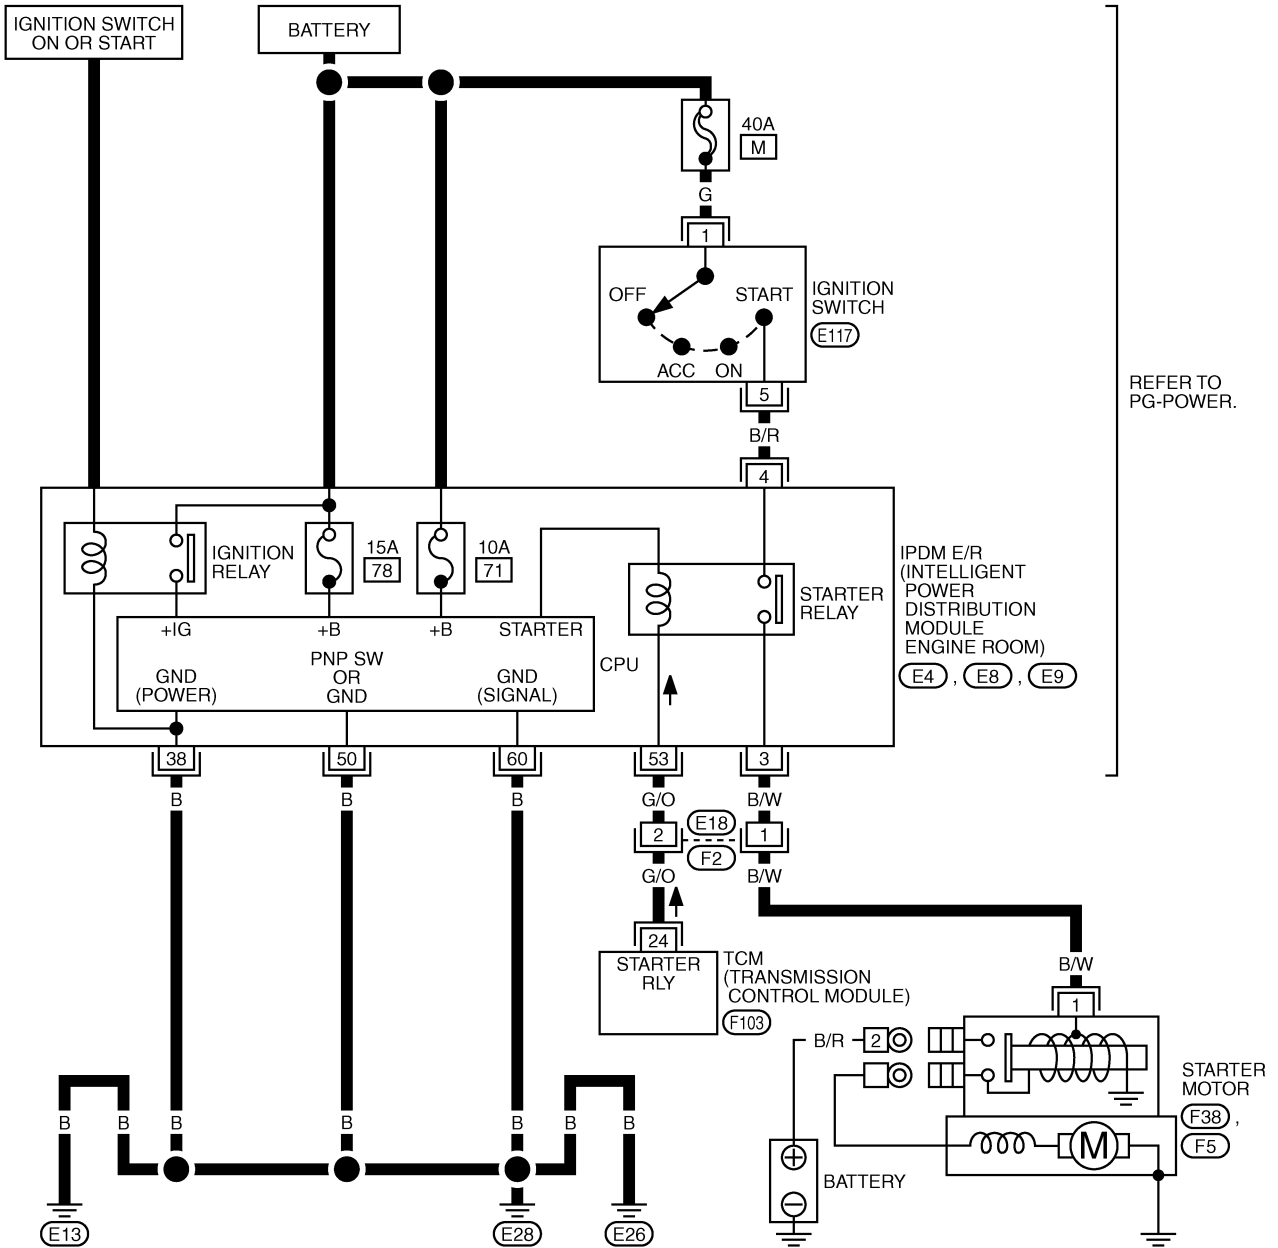 IGNITION SWITCH
ON OR START
BATTERY
40A
M
G
1
OFF
START
ACC
ON
IGNITION
SWITCH
E117
5
B/R
4
REFER TO
PG-POWER.
IGNITION
RELAY
15A
78
10A
71
STARTER
RELAY
IPDM E/R
(INTELLIGENT
POWER
DISTRIBUTION
MODULE
ENGINE ROOM)
E4 , E8 , E9
+IG
+B
+B
STARTER
CPU
GND
(POWER)
PNP SW
OR
GND
GND
(SIGNAL)
38
50
60
53
3
B
B
B
G/O
B/W
2
E18
F2
1
G/O
B/W
24
STARTER
RLY
TCM
(TRANSMISSION
CONTROL MODULE)
F103
B/W
1
B/R
2
STARTER
MOTOR
F38 ,
F5
M
BATTERY
B
B
B
B
B
B
B
E13
E28
E26